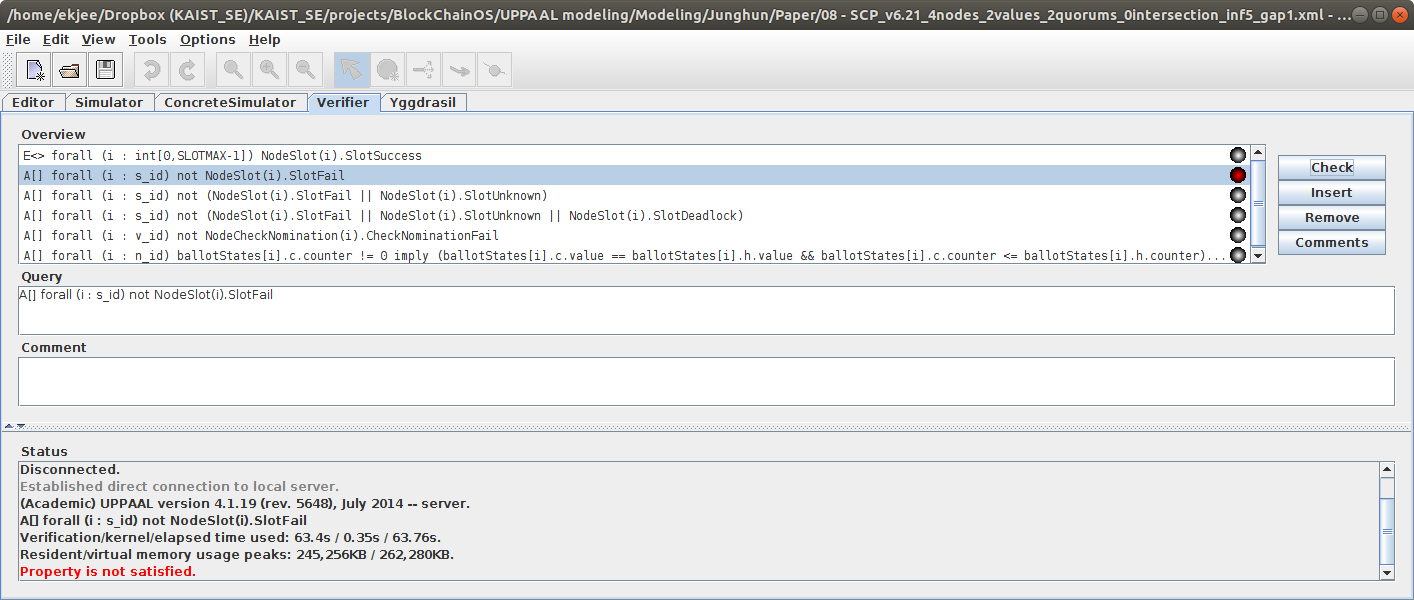 /home/ekjee/Dropbox (KAIST_SE)/KAIST_SE/projects/BlockChainOS/UPPAAL modeling/Modeling/Junghun/Paper/08 - SCP_v6.21_4nodes_2values_2quorums_0intersection_inf5_gap1.xml - ...
File Edit View Tools Options Help
Editor Simulator ConcreteSimulator Verifier Yggdrasil
Overview
E<> forall (i : int[0,SLOTMAX-1]) NodeSlot(i).SlotSuccess
A[] forall (i : s_id) not NodeSlot(i).SlotFail
A[] forall (i : s_id) not (NodeSlot(i).SlotFail || NodeSlot(i).SlotUnknown)
A[] forall (i : s_id) not (NodeSlot(i).SlotFail || NodeSlot(i).SlotUnknown || NodeSlot(i).SlotDeadlock)
A[] forall (i : v_id) not NodeCheckNomination(i).CheckNominationFail
A[] forall (i : n_id) ballotStates[i].c.counter != 0 imply (ballotStates[i].c.value == ballotStates[i].h.value && ballotStates[i].c.counter <= ballotStates[i].h.counter)...
Check
Insert
Remove
Comments
Query
A[] forall (i : s_id) not NodeSlot(i).SlotFail
Comment
Status
Disconnected.
Established direct connection to local server.
(Academic) UPPAAL version 4.1.19 (rev. 5648), July 2014 -- server.
A[] forall (i : s_id) not NodeSlot(i).SlotFail
Verification/kernel/elapsed time used: 63.4s / 0.35s / 63.76s.
Resident/virtual memory usage peaks: 245,256KB / 262,280KB.
Property is not satisfied.